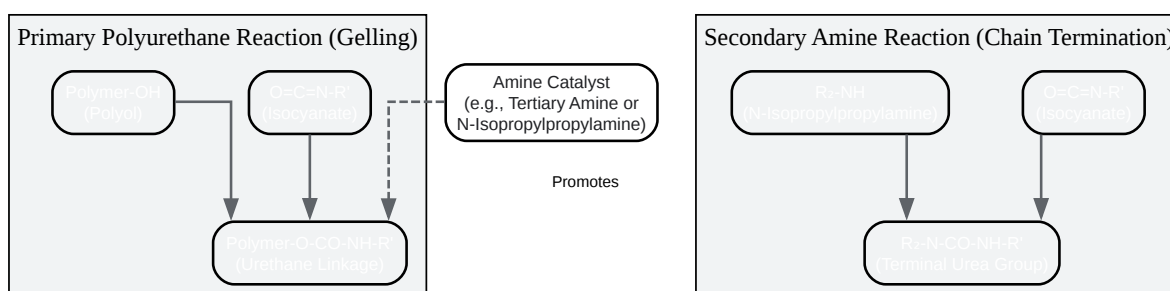 Primary Polyurethane Reaction (Gelling)
Polymer-OH
(Polyol)
O=C=N-R'
(Isocyanate)
Amine Catalyst
(e.g., Tertiary Amine or
N-Isopropylpropylamine)
Promotes
Polymer-O-CO-NH-R'
(Urethane Linkage)
Secondary Amine Reaction (Chain Termination)
R₂-NH
(N-Isopropylpropylamine)
O=C=N-R'
(Isocyanate)
R₂-N-CO-NH-R'
(Terminal Urea Group)